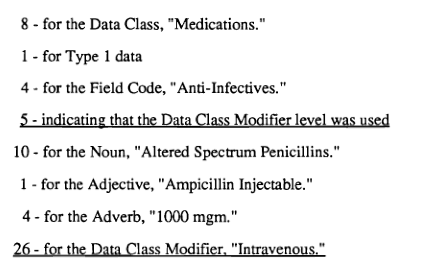 8 - for the Data Class, "Medications."
1 - for Type 1 data
4 - for the Field Code, "Anti-Infectives."
5 - indicating that the Data Class Modifier level was used
10 - for the Noun, "Altered Spectrum Penicillins."
1 - for the Adjective, "Ampicillin Injectable."
4 - for the Adverb, "1000 mgm."
26 - for the Data Class Modifier, "Intravenous."